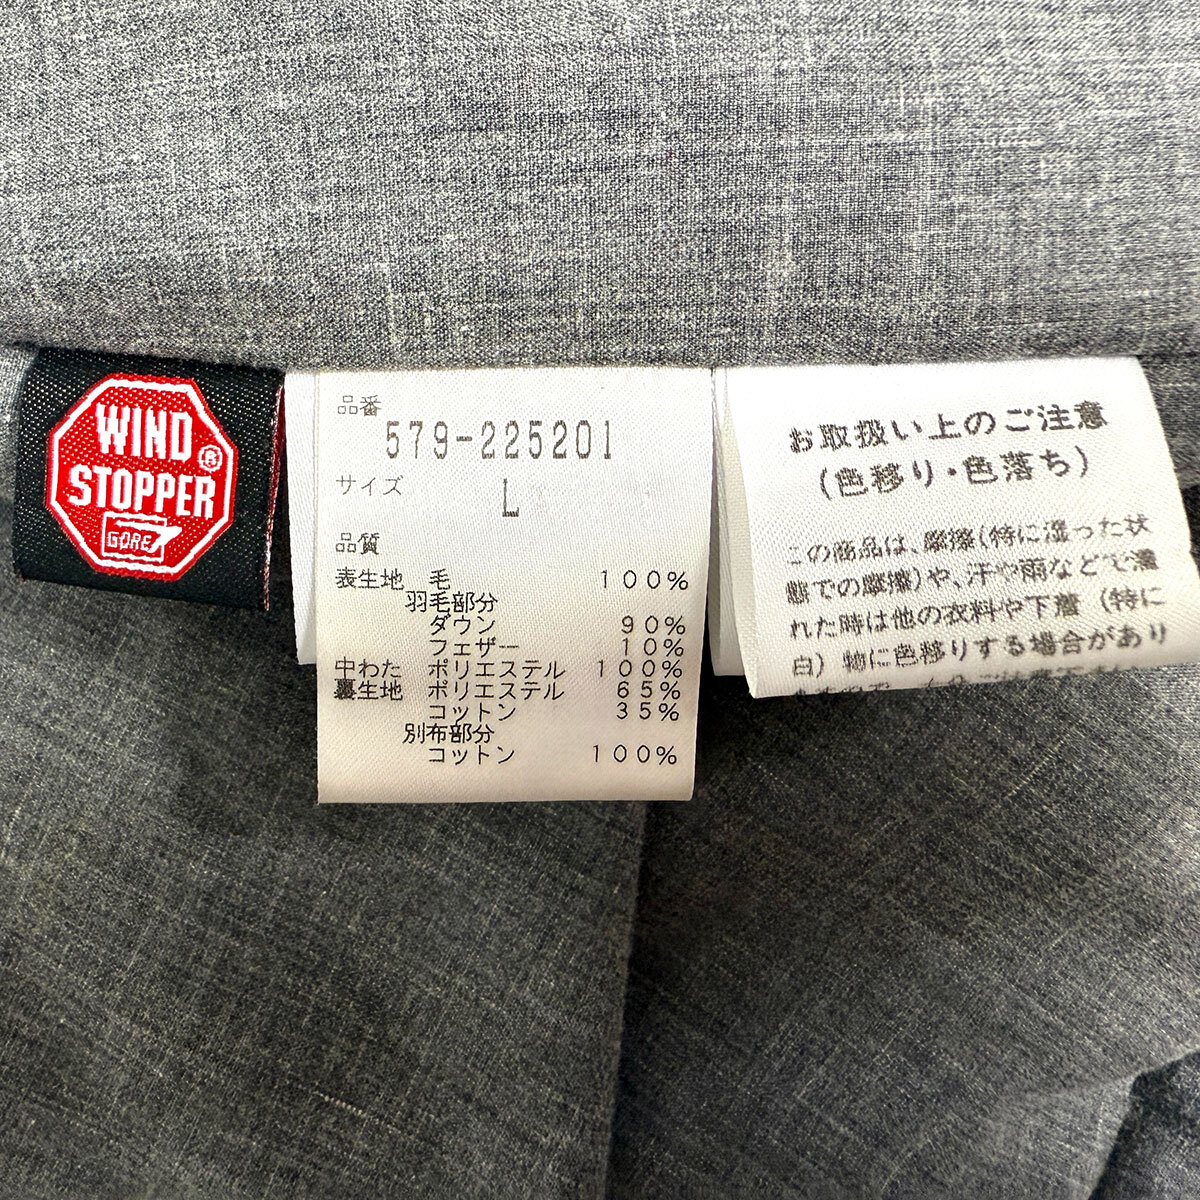 WIND
STOPPER®
GORE
品番
579-225201
サイズ
L
品質
表生地 毛 100%
羽毛部分
ダウン 90%
フェザー 10%
中わた ポリエステル 100%
裏生地 ポリエステル 65%
コットン 35%
別布部分
コットン 100%
お取扱い上のご注意
(色移り・色落ち)
この商品は、摩擦(特に湿った状
態での摩擦)や、汗や雨などで濡
れた時は他の衣料や下着(特に
白)物に色移りする場合があり